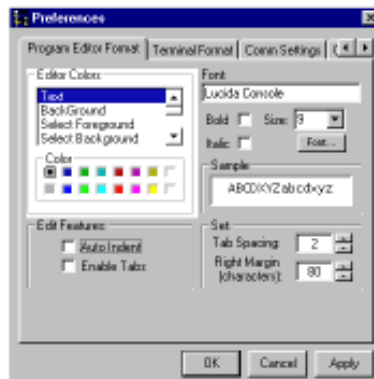 Preferences
Program Editor Format Terminal Format Comm Settings
Editor Colors
Text
BackGround
Select Foreground
Select Background
Color
Font
Lucida Console
Bold Size: 9
Italic Font...
Sample
ABCDXYZabcdxyz
Edit Features:
Auto Indent
Enable Tabs
Set
Tab Spacing: 2
Right Margin
(characters): 80
OK Cancel Apply